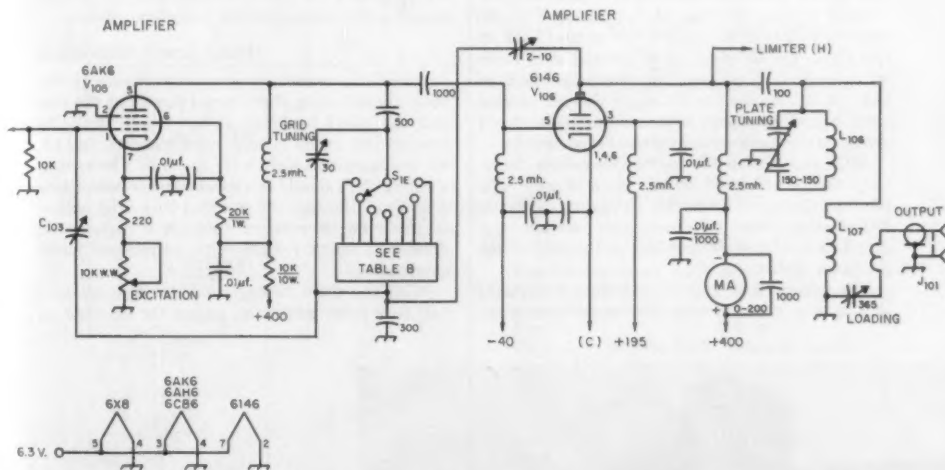 AMPLIFIER
6AK6
V106
5
2
1
6
7
10K
.01µf.
C103
220
20K
1W.
.01µf.
10K W.W.
EXCITATION
GRID
TUNING
2.5mh.
30
10K
10W.
+400
1000
500
S1E
SEE
TABLE B
300
AMPLIFIER
2-10
6146
V106
5
3
1,4,6
2.5mh.
.01µf.
2.5mh.
.01µf.
-40
(C)
+195
LIMITER (H)
100
PLATE
TUNING
150-150
2.5mh.
.01µf.
1000
MA
1000
0-200
+400
L106
L107
OUTPUT
J101
365
LOADING
6.3 V.
6X8
5
4
6AK6
6AH6
6CB6
3
4
6146
7
2